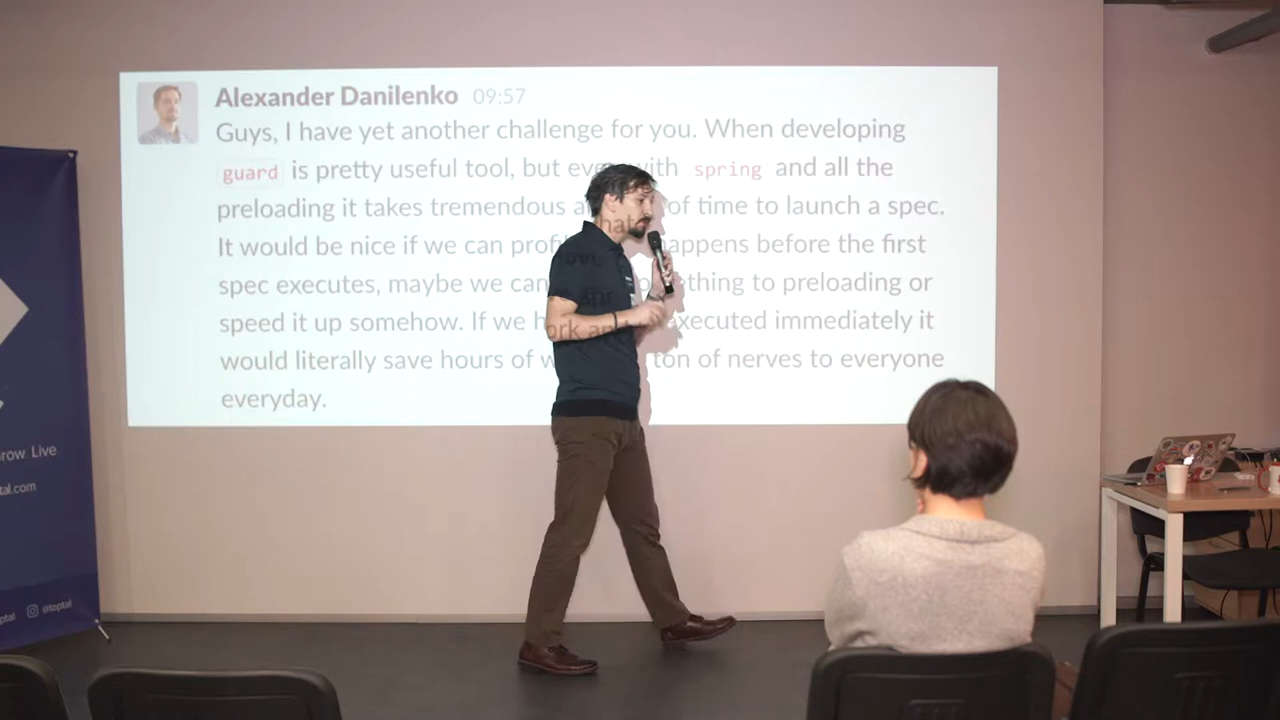 Alexander Danilenko 09:57
Guys, I have yet another challenge for you. When developing
guard is pretty useful tool, but even with spring and all the
preloading it takes tremendous of time to launch a spec.
It would be nice if we can profi what happens before the first
spec executes, maybe we can something to preloading or
speed it up somehow. If we executed immediately it
would literally save hours of ton of nerves to everyone
everyday.
row Live
tal.com
ptal @toptal